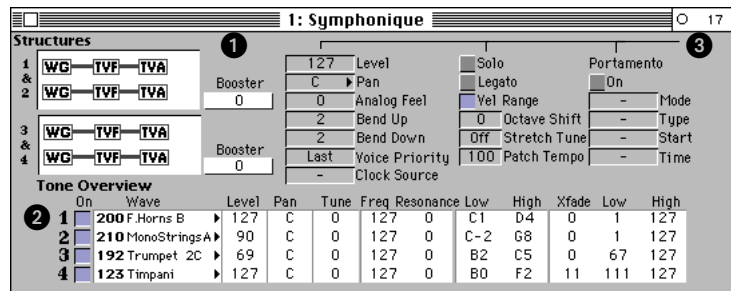 1: Symphonique 17
Structures
1 & 2 WG TVF TVA WG TVF TVA
Booster 0
3 & 4 WG TVF TVA WG TVF TVA
Booster 0
1
127 Level
C Pan
0 Analog Feel
2 Bend Up
2 Bend Down
Last Voice Priority
- Clock Source
Solo
Legato
Vel Range
0 Octave Shift
Off Stretch Tune
100 Patch Tempo
3
Portamento
On
- Mode
- Type
- Start
- Time
Tone Overview
On Wave Level Pan Tune Freq Resonance Low High Xfade Low High
2
1 200 F.Horns B 127 C 0 127 0 C1 D4 0 1 127
2 210 MonoStringsA 90 C 0 127 0 C-2 G8 0 1 127
3 192 Trumpet 2C 69 C 0 127 0 B2 C5 0 67 127
4 123 Timpani 127 C 0 127 0 B0 F2 11 111 127